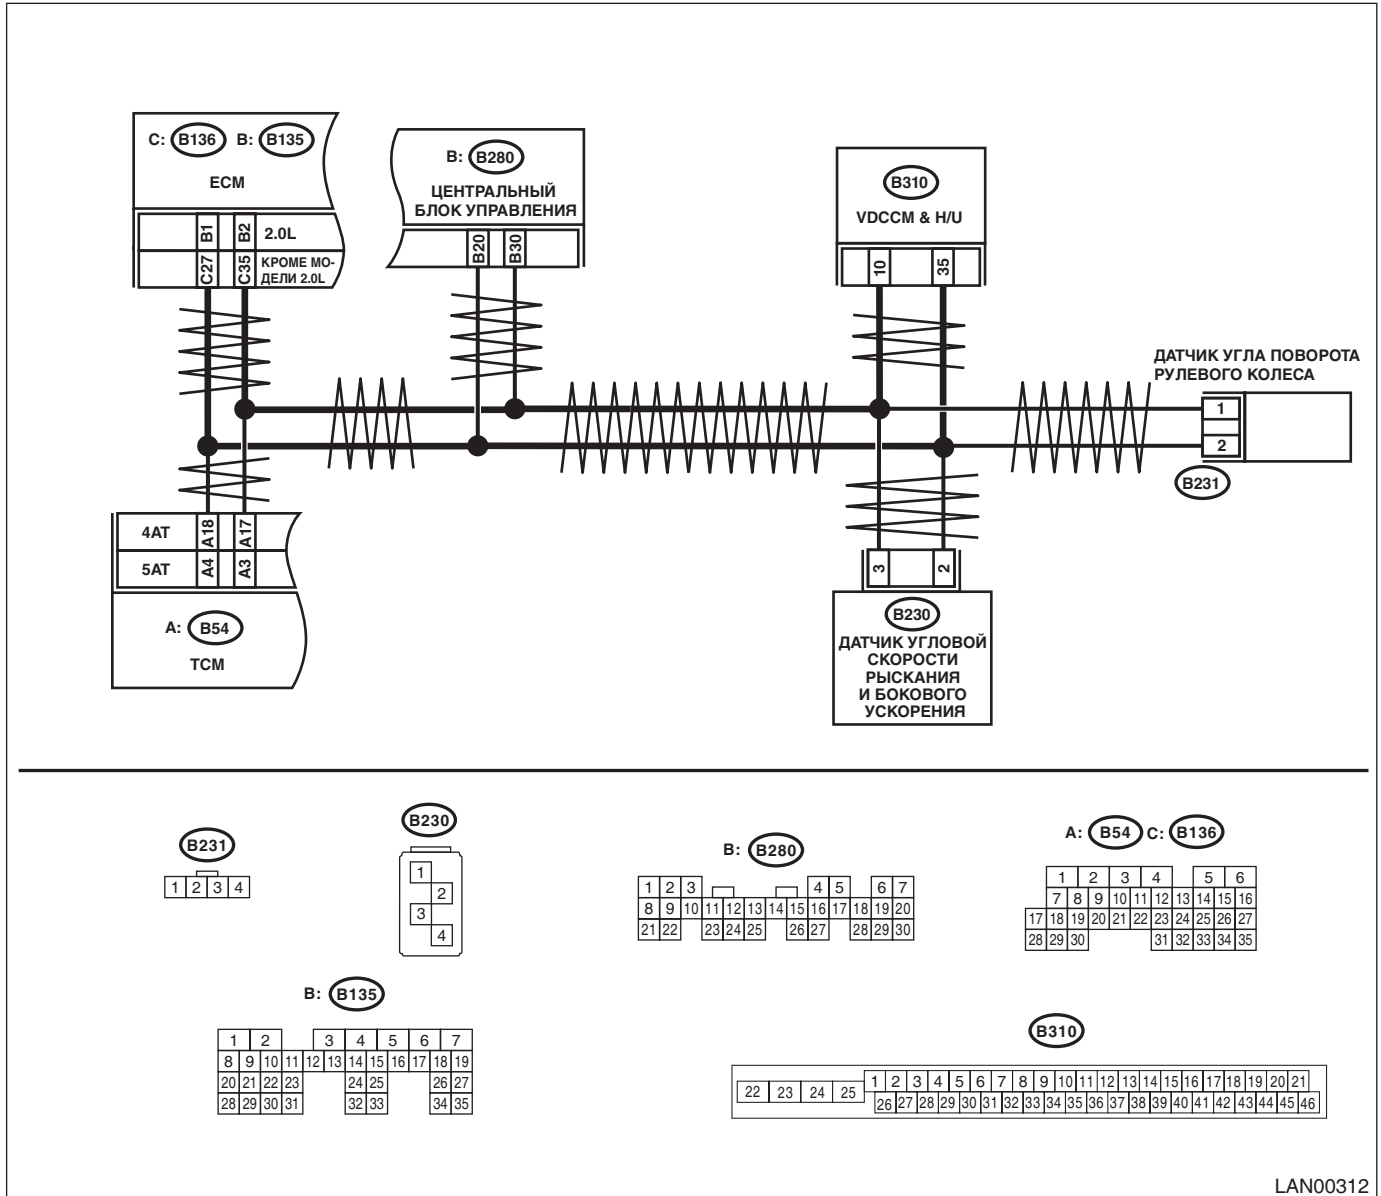 C: B136 B: B135
ECM
B1 B2 2.0L
C27 C35 КРОМЕ МО-
ДЕЛИ 2.0L
B: B280
ЦЕНТРАЛЬНЫЙ
БЛОК УПРАВЛЕНИЯ
B20 B30
B310
VDCCM & H/U
10 35
ДАТЧИК УГЛА ПОВОРОТА
РУЛЕВОГО КОЛЕСА
1
2
B231
4AT A18 A17
5AT A4 A3
A: B54
TCM
3 2
B230
ДАТЧИК УГЛОВОЙ
СКОРОСТИ
РЫСКАНИЯ
И БОКОВОГО
УСКОРЕНИЯ
B231
1 2 3 4
B230
1
2
3
4
B: B280
1 2 3 4 5 6 7
8 9 10 11 12 13 14 15 16 17 18 19 20
21 22 23 24 25 26 27 28 29 30
A: B54 C: B136
1 2 3 4 5 6
7 8 9 10 11 12 13 14 15 16
17 18 19 20 21 22 23 24 25 26 27
28 29 30 31 32 33 34 35
B: B135
1 2 3 4 5 6 7
8 9 10 11 12 13 14 15 16 17 18 19
20 21 22 23 24 25 26 27
28 29 30 31 32 33 34 35
B310
22 23 24 25 1 2 3 4 5 6 7 8 9 10 11 12 13 14 15 16 17 18 19 20 21
26 27 28 29 30 31 32 33 34 35 36 37 38 39 40 41 42 43 44 45 46
LAN00312